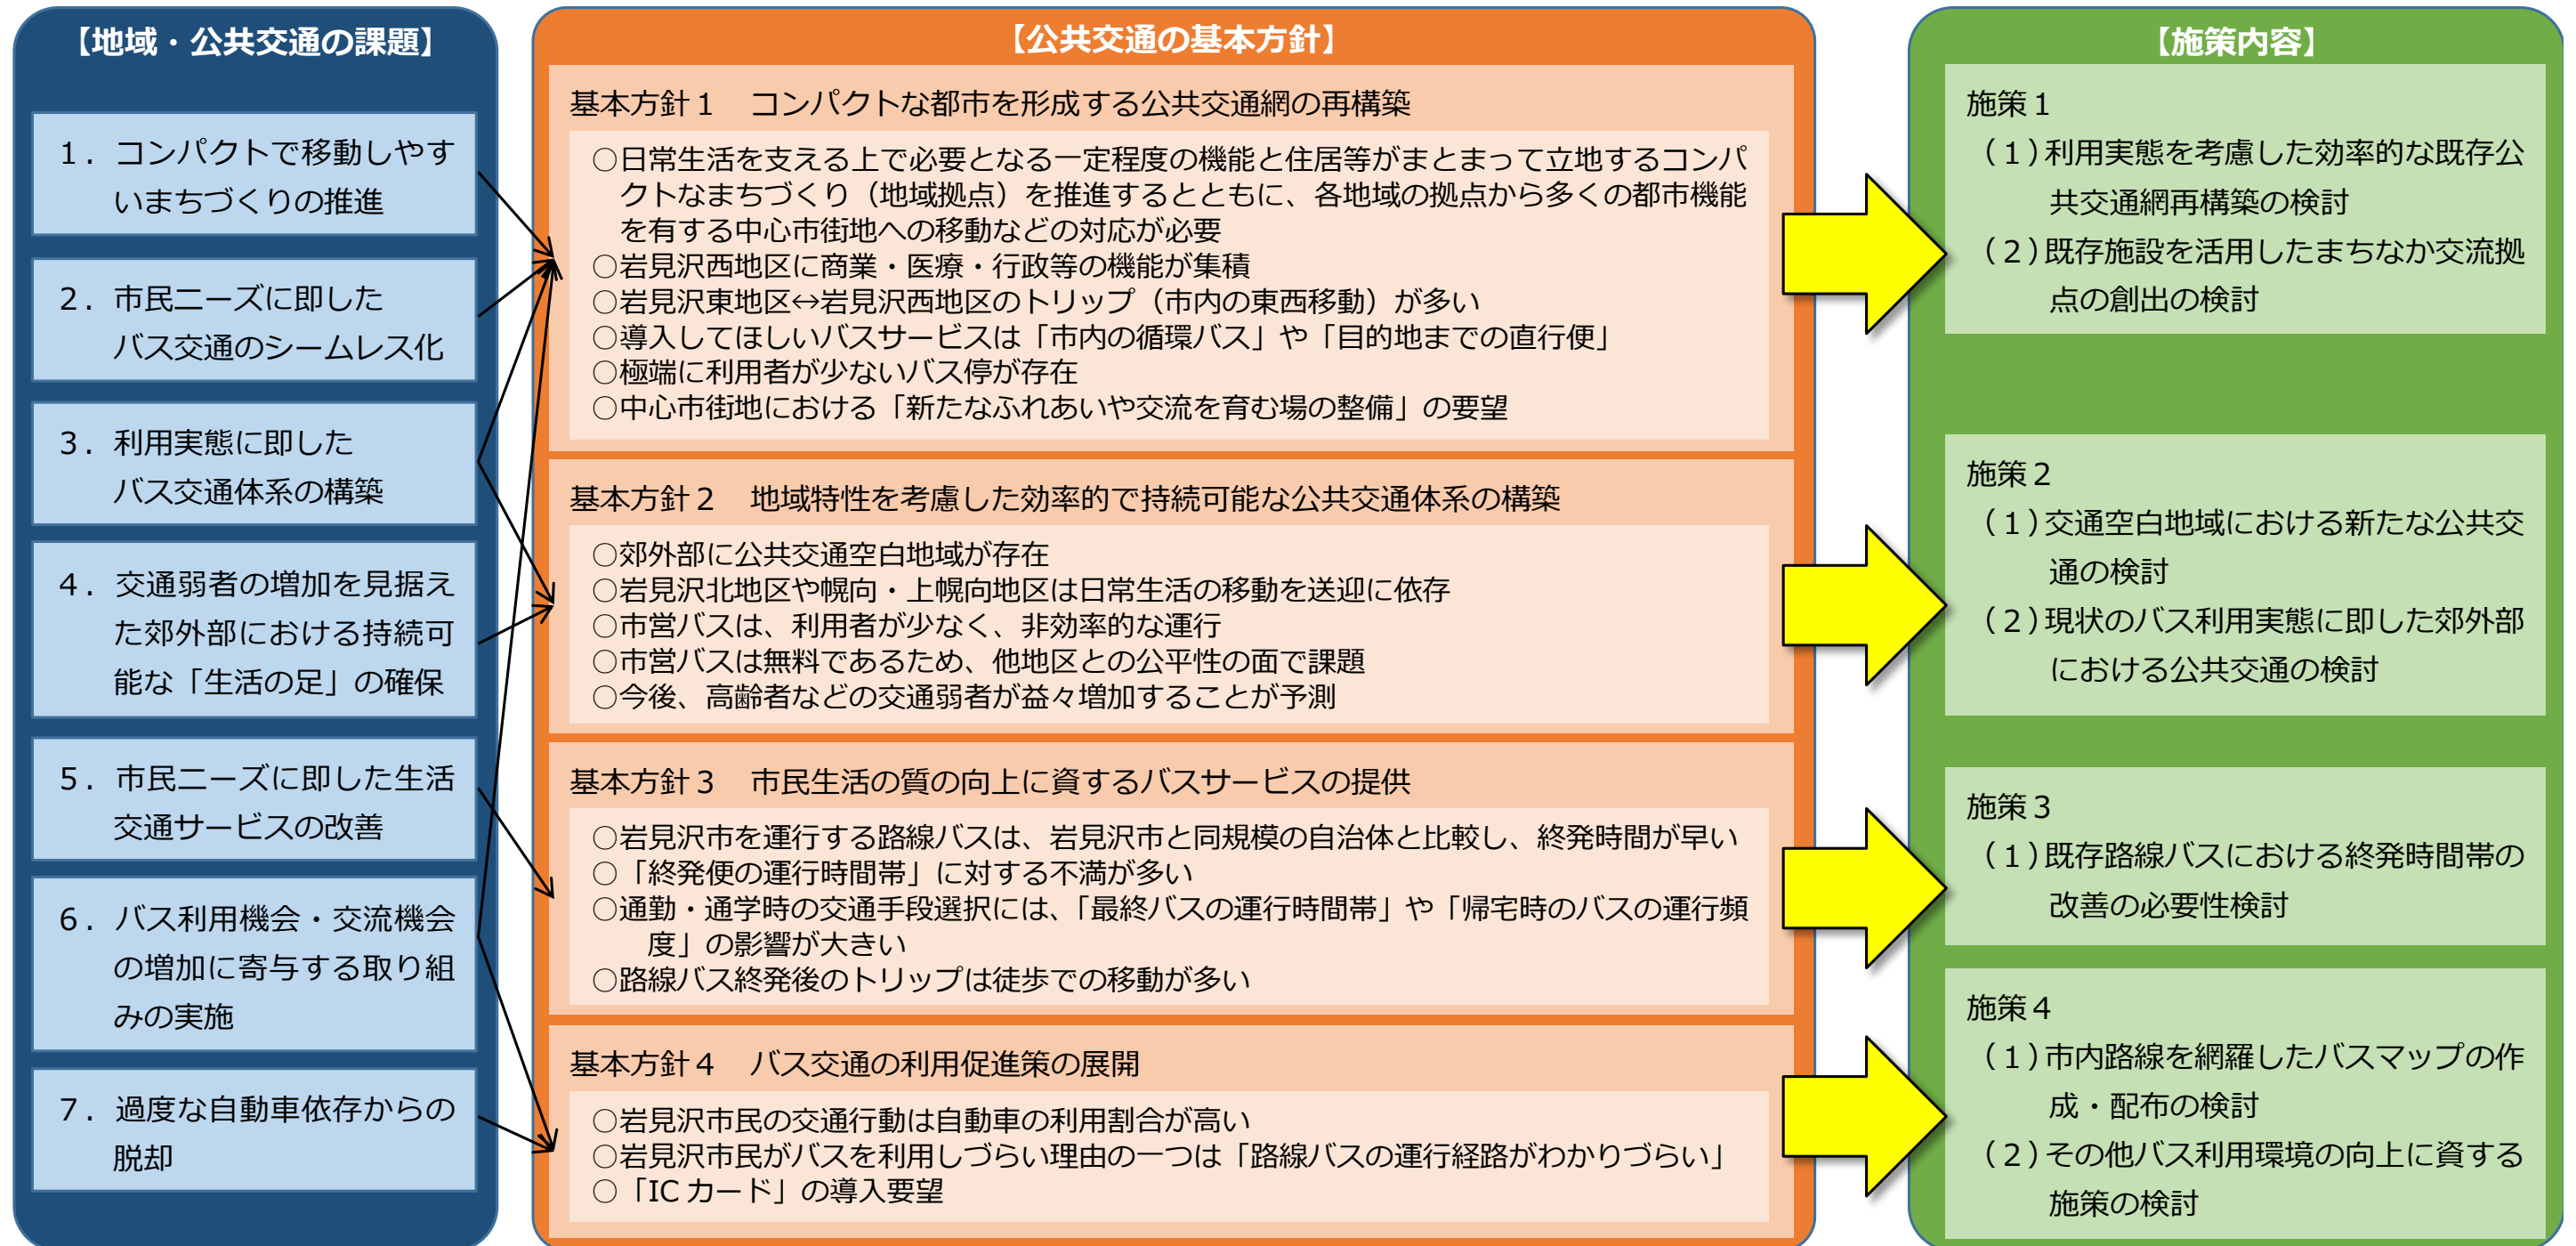 【地域・公共交通の課題】
1．コンパクトで移動しやす
いまちづくりの推進
2．市民ニーズに即した
バス交通のシームレス化
3．利用実態に即した
バス交通体系の構築
4．交通弱者の増加を見据え
た郊外部における持続可
能な「生活の足」の確保
5．市民ニーズに即した生活
交通サービスの改善
6．バス利用機会・交流機会
の増加に寄与する取り組
みの実施
7．過度な自動車依存からの
脱却
【公共交通の基本方針】
基本方針1　コンパクトな都市を形成する公共交通網の再構築
○日常生活を支える上で必要となる一定程度の機能と住居等がまとまって立地するコンパ
クトなまちづくり（地域拠点）を推進するとともに、各地域の拠点から多くの都市機能
を有する中心市街地への移動などの対応が必要
○岩見沢西地区に商業・医療・行政等の機能が集積
○岩見沢東地区↔岩見沢西地区のトリップ（市内の東西移動）が多い
○導入してほしいバスサービスは「市内の循環バス」や「目的地までの直行便」
○極端に利用者が少ないバス停が存在
○中心市街地における「新たなふれあいや交流を育む場の整備」の要望
基本方針2　地域特性を考慮した効率的で持続可能な公共交通体系の構築
○郊外部に公共交通空白地域が存在
○岩見沢北地区や幌向・上幌向地区は日常生活の移動を送迎に依存
○市営バスは、利用者が少なく、非効率的な運行
○市営バスは無料であるため、他地区との公平性の面で課題
○今後、高齢者などの交通弱者が益々増加することが予測
基本方針3　市民生活の質の向上に資するバスサービスの提供
○岩見沢市を運行する路線バスは、岩見沢市と同規模の自治体と比較し、終発時間が早い
○「終発便の運行時間帯」に対する不満が多い
○通勤・通学時の交通手段選択には、「最終バスの運行時間帯」や「帰宅時のバスの運行頻
度」の影響が大きい
○路線バス終発後のトリップは徒歩での移動が多い
基本方針4　バス交通の利用促進策の展開
○岩見沢市民の交通行動は自動車の利用割合が高い
○岩見沢市民がバスを利用しづらい理由の一つは「路線バスの運行経路がわかりづらい」
○「ICカード」の導入要望
【施策内容】
施策1
（1）利用実態を考慮した効率的な既存公
共交通網再構築の検討
（2）既存施設を活用したまちなか交流拠
点の創出の検討
施策2
（1）交通空白地域における新たな公共交
通の検討
（2）現状のバス利用実態に即した郊外部
における公共交通の検討
施策3
（1）既存路線バスにおける終発時間帯の
改善の必要性検討
施策4
（1）市内路線を網羅したバスマップの作
成・配布の検討
（2）その他バス利用環境の向上に資する
施策の検討